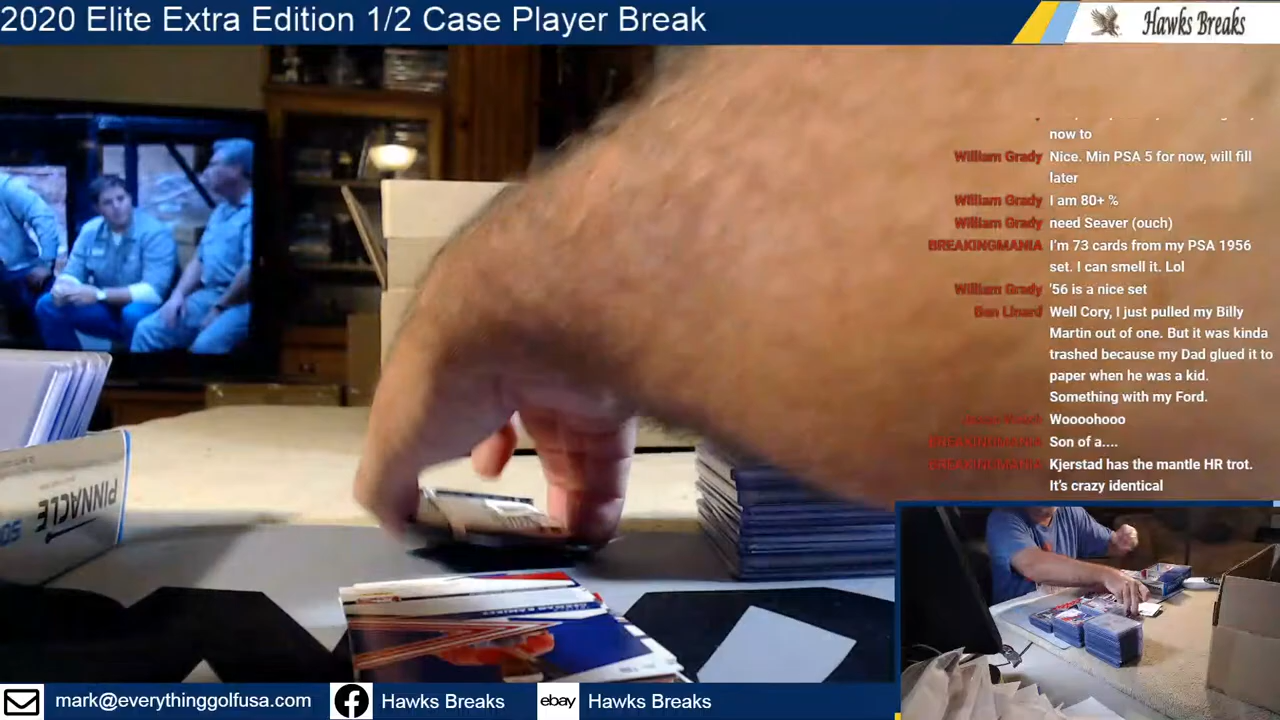 2020 Elite Extra Edition 1/2 Case Player Break
Hawks Breaks
now to
William Grady Nice. Min PSA 5 for now, will fill
later
William Grady I am 80+ %
William Grady need Seaver (ouch)
BREAKINGMANIA I'm 73 cards from my PSA 1956
set. I can smell it. Lol
William Grady '56 is a nice set
Ben Linard Well Cory, I just pulled my Billy
Martin out of one. But it was kinda
trashed because my Dad glued it to
paper when he was a kid.
Something with my Ford.
Woooohooo
BREAKINGMANIA Son of a....
BREAKINGMANIA Kjerstad has the mantle HR trot.
It's crazy identical
PINNACLE
mark@everythinggolfusa.com
Hawks Breaks
ebay Hawks Breaks